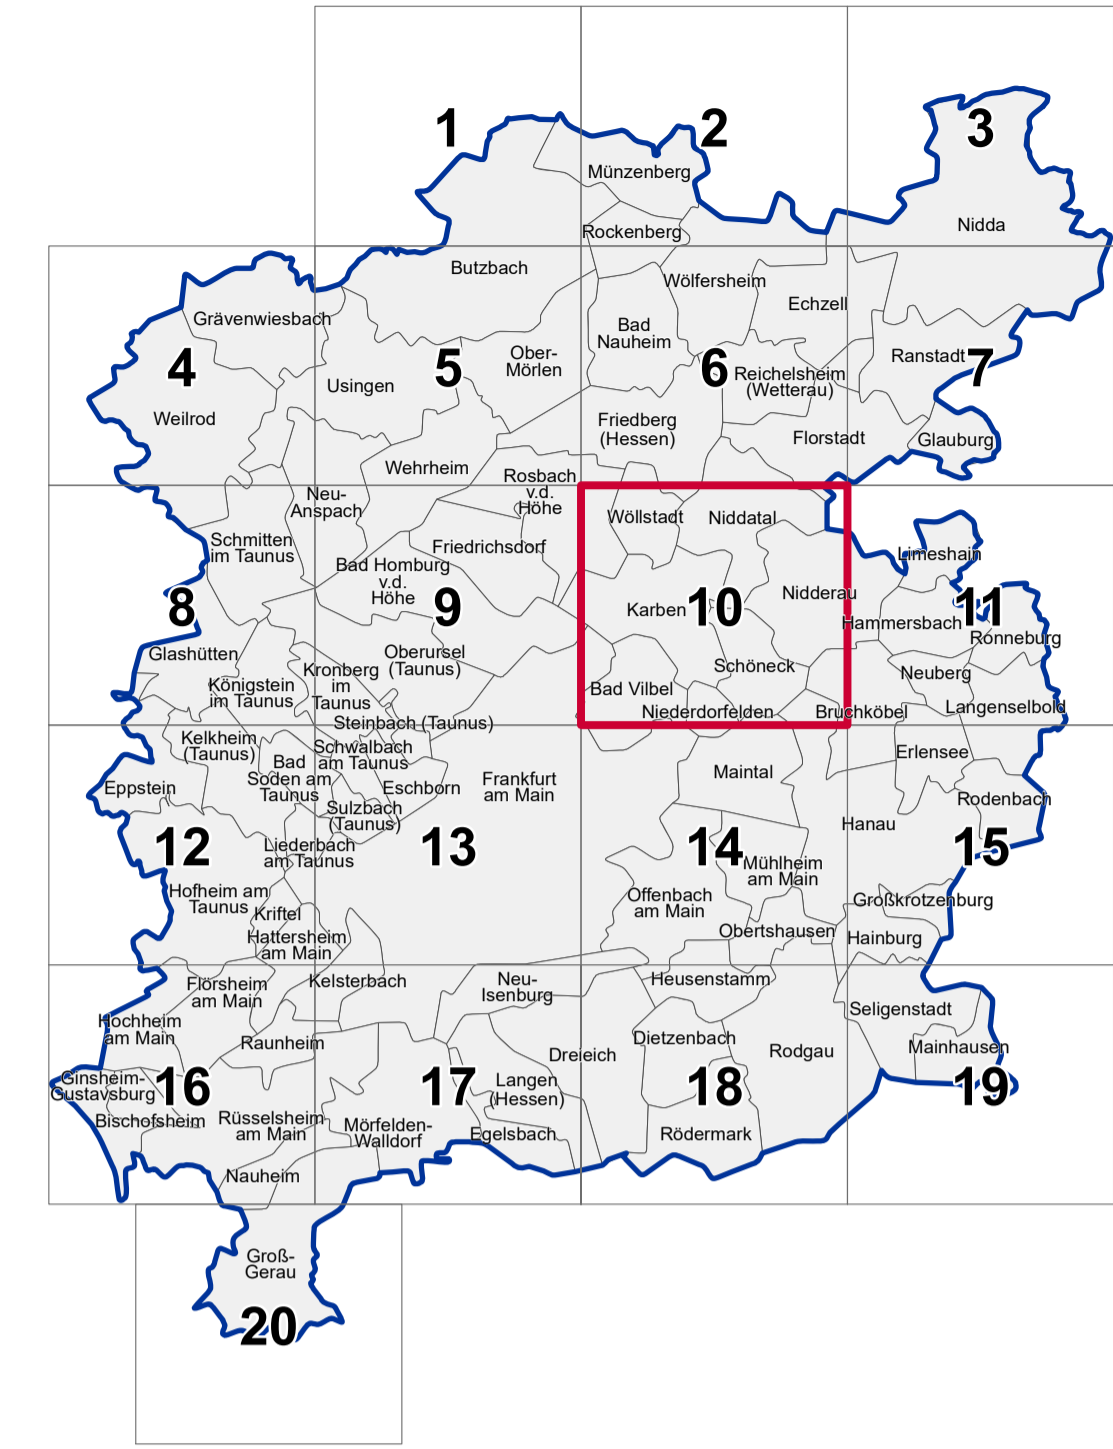 1
2
3
Münzenberg
Nidda
Rockenberg
Butzbach
Wölfersheim
Echzell
Grävenwiesbach
Bad
Nauheim
Ober-
Mörlen
Ranstadt
4
5
6
7
Usingen
Reichelsheim
(Wetterau)
Weilrod
Friedberg
(Hessen)
Florstadt
Glauburg
Wehrheim
Rosbach
v.d.
Höhe
Neu-
Anspach
Wöllstadt
Niddatal
Schmitten
im Taunus
Friedrichsdorf
Limeshain
Bad Homburg
v.d.
Höhe
8
9
10
11
Nidderau
Karben
Hammersbach
Ronneburg
Glashütten
Oberursel
(Taunus)
Kronberg
im
Taunus
Schöneck
Neuberg
Königstein
im Taunus
Bad Vilbel
Niederdorfelden
Bruchköbel
Langenselbold
Steinbach (Taunus)
Kelkheim
(Taunus)
Schwalbach
am Taunus
Erlensee
Bad
Soden am
Taunus
Maintal
Eppstein
Eschborn
Frankfurt
am Main
Rodenbach
Sulzbach
(Taunus)
Hanau
12
13
14
15
Liederbach
am Taunus
Mühlheim
am Main
Hofheim am
Taunus
Offenbach
am Main
Großkrotzenburg
Kriftel
Hattersheim
am Main
Obertshausen
Hainburg
Flörsheim
am Main
Kelsterbach
Neu-
Isenburg
Heusenstamm
Seligenstadt
Hochheim
am Main
Raunheim
Dietzenbach
Rodgau
Mainhausen
Dreieich
Ginsheim-
Gustavsburg
16
17
18
19
Langen
(Hessen)
Bischofsheim
Rüsselsheim
am Main
Mörfelden-
Walldorf
Egelsbach
Rödermark
Nauheim
Groß-
Gerau
20